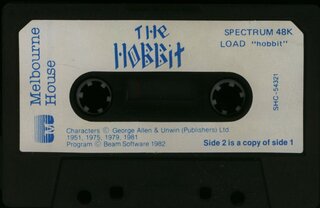 THE
HOBBIT
SPECTRUM 48K
LOAD "hobbit"
Melbourne
House
SHC-54321
Characters © George Allen & Unwin (Publishers) Ltd
1951, 1975, 1979, 1981
Program © Beam Software 1982
Side 2 is a copy of side 1